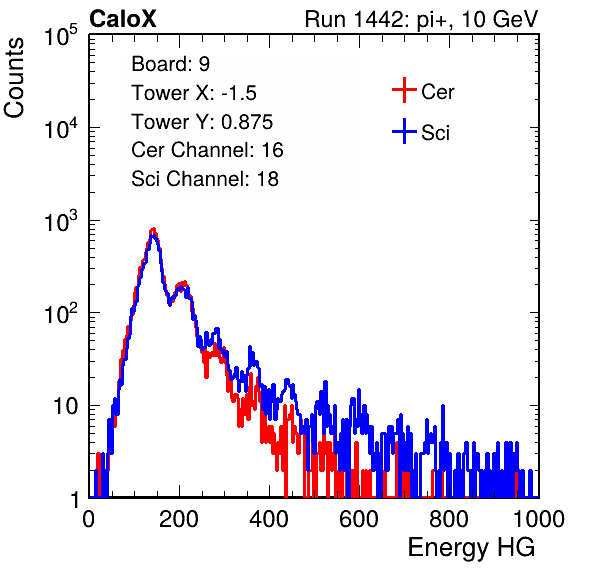 CaloX Run 1442: pi+, 10 GeV
Counts
10^5
10^4
10^3
10^2
10
1
Board: 9
Tower X: -1.5
Tower Y: 0.875
Cer Channel: 16
Sci Channel: 18
Cer
Sci
0 200 400 600 800 1000
Energy HG